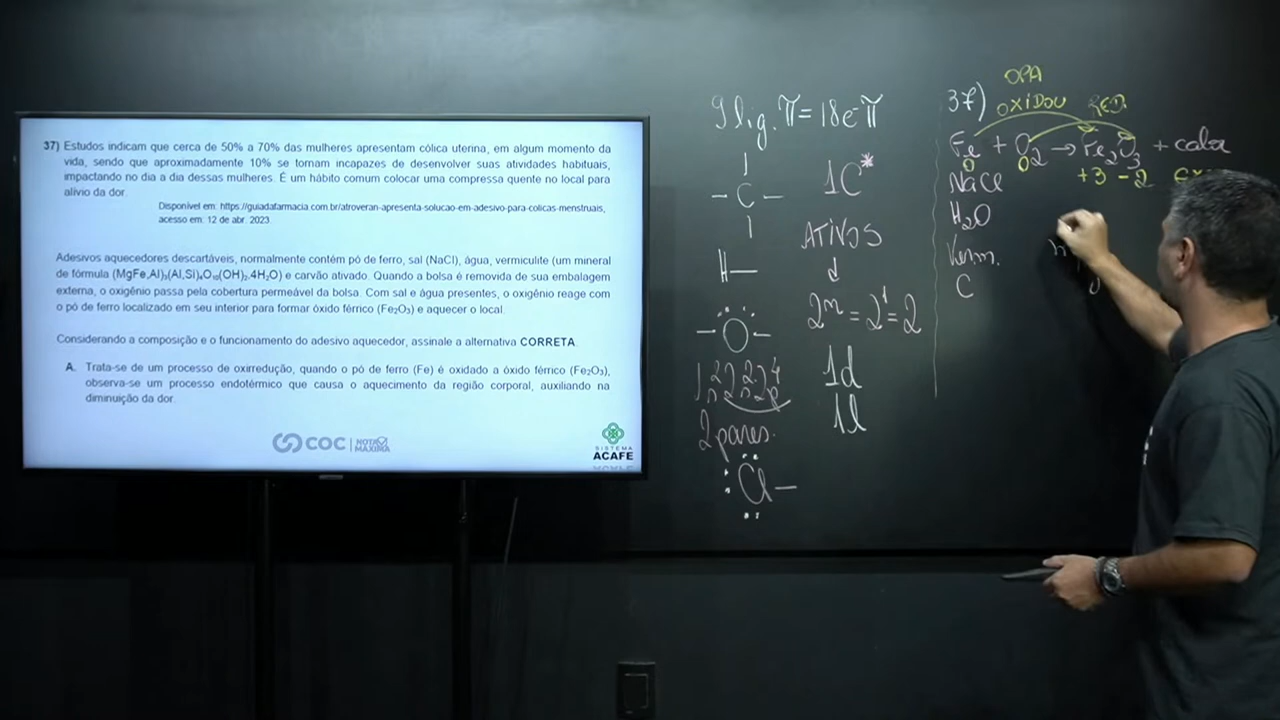 37) Estudos indicam que cerca de 50% a 70% das mulheres apresentam cólica uterina, em algum momento da
vida, sendo que aproximadamente 10% se tornam incapazes de desenvolver suas atividades habituais,
impactando no dia a dia dessas mulheres. É um hábito comum colocar uma compressa quente no local para
alívio da dor.
Disponível em: https://guiadafarmacia.com.br/atroveran-apresenta-solucao-em-adesivo-para-colicas-menstruais,
acesso em: 12 de abr. 2023.
Adesivos aquecedores descartáveis, normalmente contém pó de ferro, sal (NaCl), água, vermiculite (um mineral
de fórmula (MgFe,Al)₃(Al,Si)₄O₁₀(OH)₂.4H₂O) e carvão ativado. Quando a bolsa é removida de sua embalagem
externa, o oxigênio passa pela cobertura permeável da bolsa. Com sal e água presentes, o oxigênio reage com
o pó de ferro localizado em seu interior para formar óxido férrico (Fe₂O₃) e aquecer o local.
Considerando a composição e o funcionamento do adesivo aquecedor, assinale a alternativa CORRETA.
A. Trata-se de um processo de oxirredução, quando o pó de ferro (Fe) é oxidado a óxido férrico (Fe₂O₃),
observa-se um processo endotérmico que causa o aquecimento da região corporal, auxiliando na
diminuição da dor.
COC NOTA MÁXIMA
SISTEMA
ACAFE
9 lig. π = 18e⁻π
– C –
H –
– O –
1s² 2s² 2p⁴
2 pares.
Cl –
1C*
ATIVOS
2ⁿ = 2¹ = 2
1d
1l
37)
OPA
OXIDOU RED.
Fe + O₂ → Fe₂O₃ + calor
0 0 +3 -2
NaCl
H₂O
Verm.
C